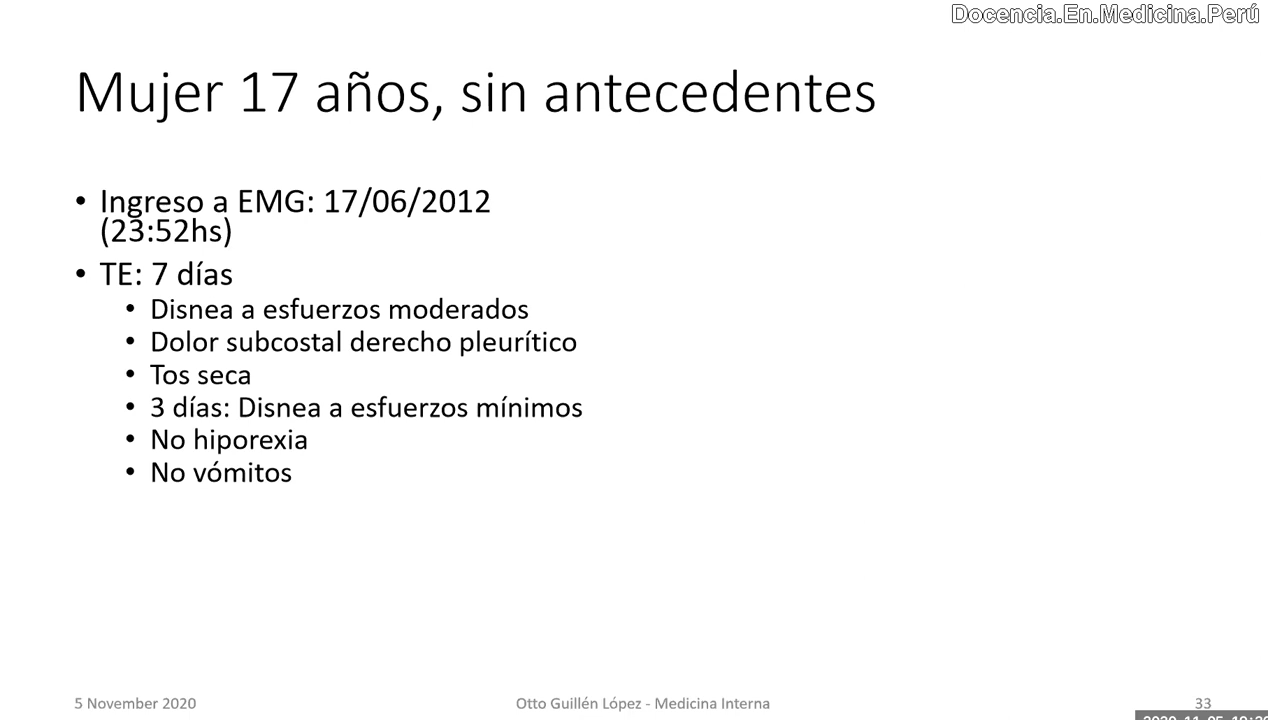 Docencia.En.Medicina.Perú
Mujer 17 años, sin antecedentes
• Ingreso a EMG: 17/06/2012
(23:52hs)
• TE: 7 días
• Disnea a esfuerzos moderados
• Dolor subcostal derecho pleurítico
• Tos seca
• 3 días: Disnea a esfuerzos mínimos
• No hiporexia
• No vómitos
5 November 2020
Otto Guillén López - Medicina Interna
33